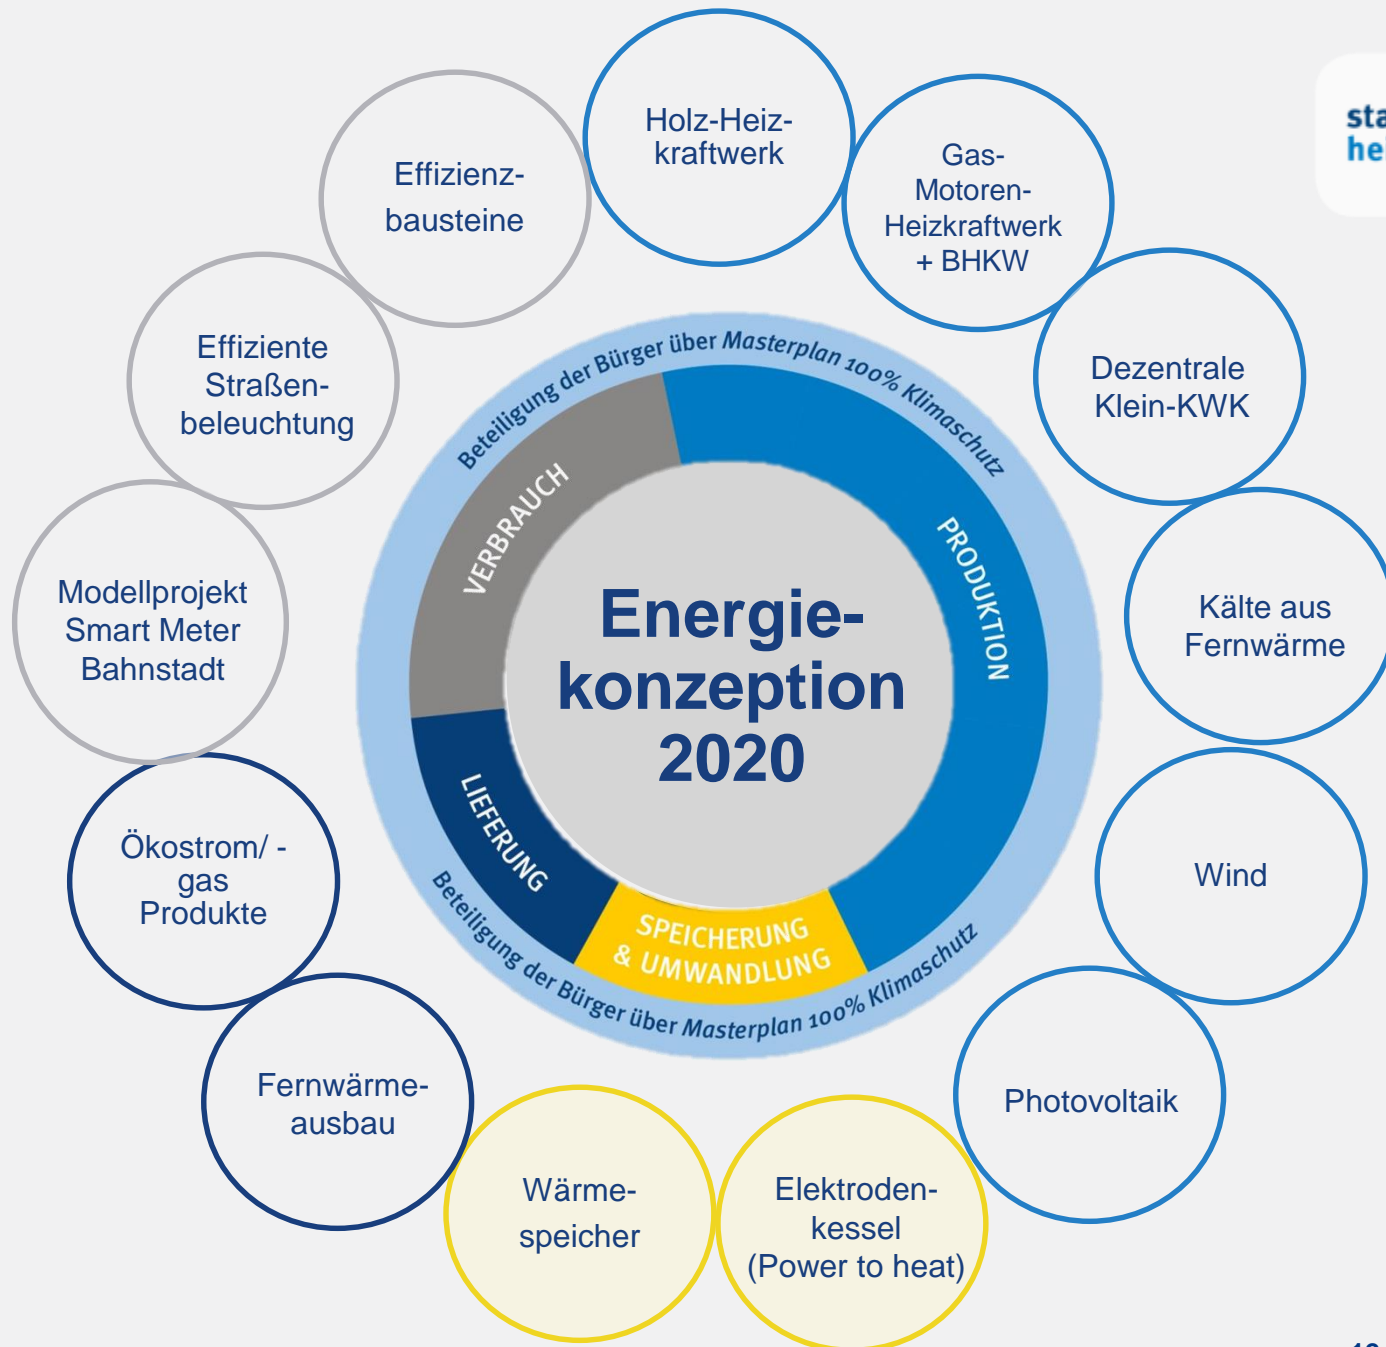 Holz-Heiz-
kraftwerk
Gas-
Motoren-
Heizkraftwerk
+ BHKW
Dezentrale
Klein-KWK
Kälte aus
Fernwärme
Wind
Photovoltaik
Elektroden-
kessel
(Power to heat)
Wärme-
speicher
Fernwärme-
ausbau
Ökostrom/ -
gas
Produkte
Modellprojekt
Smart Meter
Bahnstadt
Effiziente
Straßen-
beleuchtung
Effizienz-
bausteine
Beteiligung der Bürger über Masterplan 100% Klimaschutz
VERBRAUCH
PRODUKTION
LIEFERUNG
SPEICHERUNG
& UMWANDLUNG
Beteiligung der Bürger über Masterplan 100% Klimaschutz
Energie-
konzeption
2020
sta
he